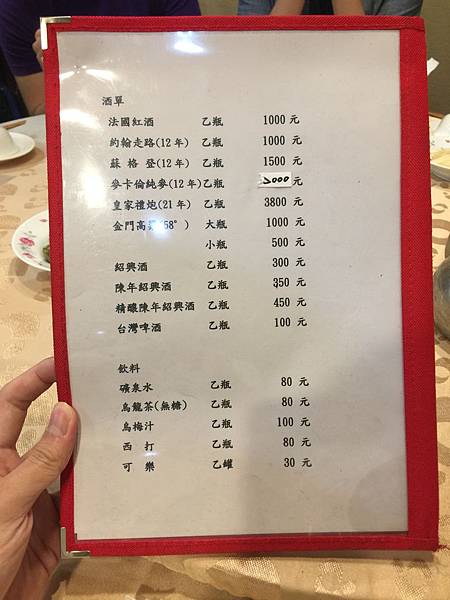 酒單
法國紅酒 乙瓶 1000 元
約翰走路(12年) 乙瓶 1000 元
蘇格登(12年) 乙瓶 1500 元
麥卡倫純麥(12年) 乙瓶 元
皇家禮炮(21年) 乙瓶 3800 元
金門高 58°) 大瓶 1000 元
小瓶 500 元
紹興酒 乙瓶 300 元
陳年紹興酒 乙瓶 350 元
精釀陳年紹興酒 乙瓶 450 元
台灣啤酒 乙瓶 100 元
飲料
礦泉水 乙瓶 80 元
烏龍茶(無糖) 乙瓶 80 元
烏梅汁 乙瓶 100 元
西打 乙瓶 80 元
可樂 乙罐 30 元